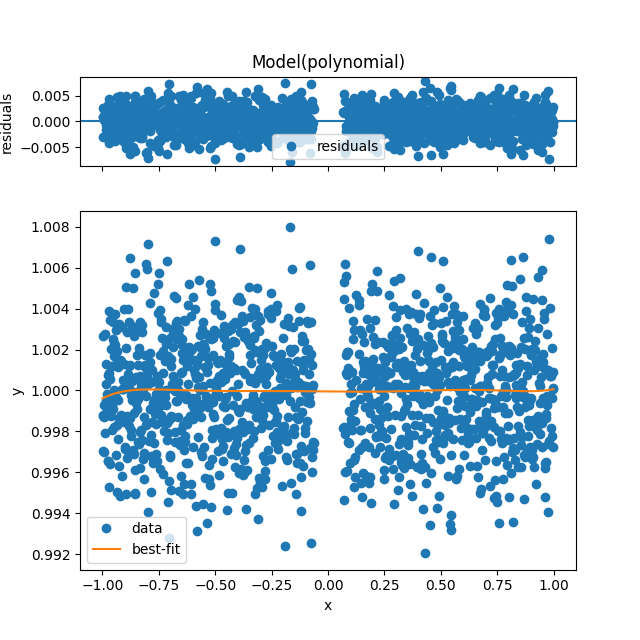 Model(polynomial)
residuals
0.005
0.000
−0.005
residuals
y
1.008
1.006
1.004
1.002
1.000
0.998
0.996
0.994
0.992
data
best-fit
−1.00 −0.75 −0.50 −0.25 0.00 0.25 0.50 0.75 1.00
x